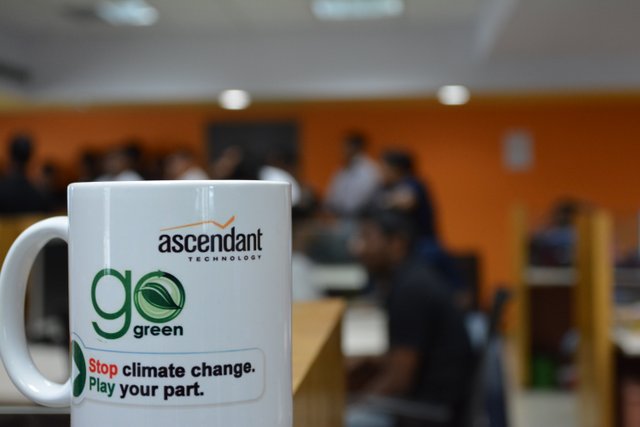 ascendant
TECHNOLOGY
go
green
Stop climate change.
Play your part.